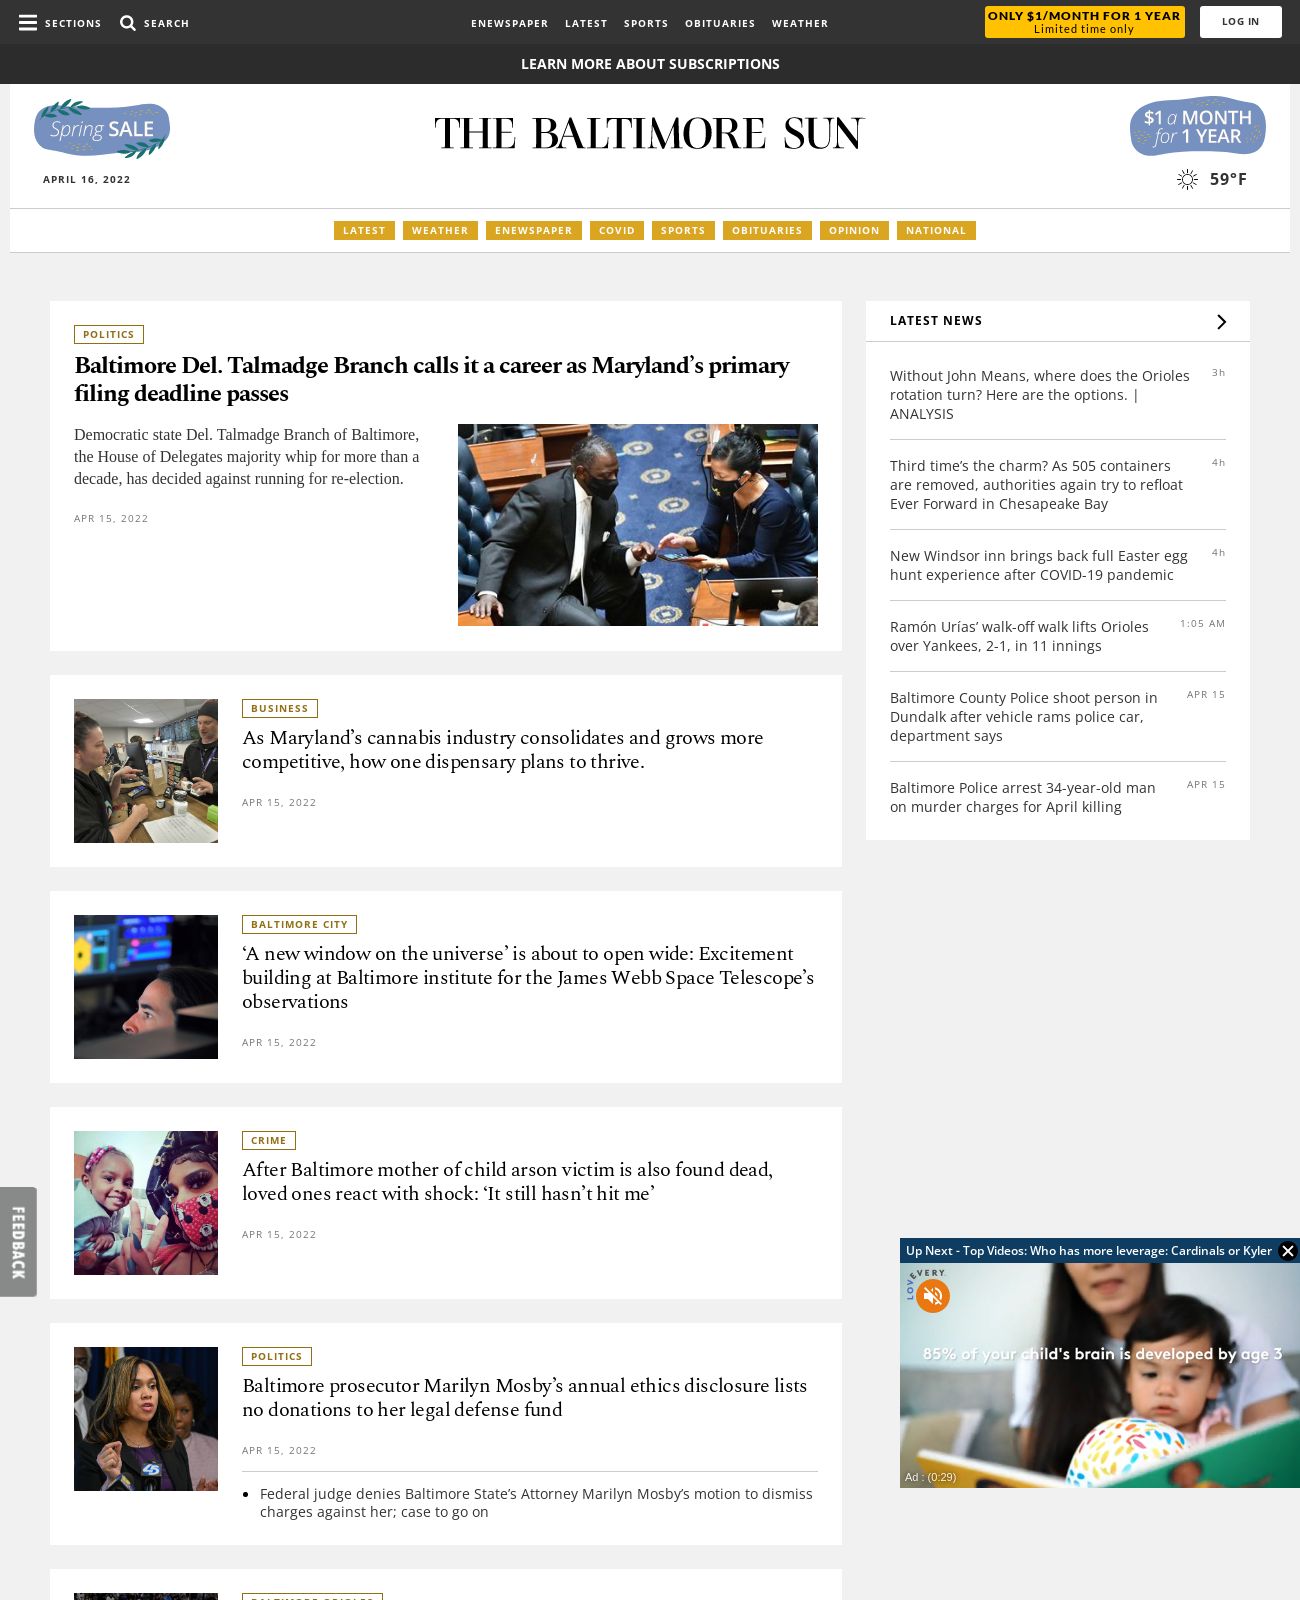 SECTIONS
SEARCH
ENEWSPAPER
LATEST
SPORTS
OBITUARIES
WEATHER
ONLY $1/MONTH FOR 1 YEAR
Limited time only
LOG IN
LEARN MORE ABOUT SUBSCRIPTIONS
Spring SALE
THE BALTIMORE SUN
$1 a MONTH
for 1 YEAR
APRIL 16, 2022
59°F
LATEST
WEATHER
ENEWSPAPER
COVID
SPORTS
OBITUARIES
OPINION
NATIONAL
POLITICS
Baltimore Del. Talmadge Branch calls it a career as Maryland’s primary
filing deadline passes
Democratic state Del. Talmadge Branch of Baltimore,
the House of Delegates majority whip for more than a
decade, has decided against running for re-election.
APR 15, 2022
BUSINESS
As Maryland’s cannabis industry consolidates and grows more
competitive, how one dispensary plans to thrive.
APR 15, 2022
BALTIMORE CITY
‘A new window on the universe’ is about to open wide: Excitement
building at Baltimore institute for the James Webb Space Telescope’s
observations
APR 15, 2022
CRIME
After Baltimore mother of child arson victim is also found dead,
loved ones react with shock: ‘It still hasn’t hit me’
APR 15, 2022
POLITICS
Baltimore prosecutor Marilyn Mosby’s annual ethics disclosure lists
no donations to her legal defense fund
APR 15, 2022
Federal judge denies Baltimore State’s Attorney Marilyn Mosby’s motion to dismiss
charges against her; case to go on
BALTIMORE ORIOLES
LATEST NEWS
Without John Means, where does the Orioles
rotation turn? Here are the options. |
ANALYSIS
3h
Third time’s the charm? As 505 containers
are removed, authorities again try to refloat
Ever Forward in Chesapeake Bay
4h
New Windsor inn brings back full Easter egg
hunt experience after COVID-19 pandemic
4h
Ramón Urías’ walk-off walk lifts Orioles
over Yankees, 2-1, in 11 innings
1:05 AM
Baltimore County Police shoot person in
Dundalk after vehicle rams police car,
department says
APR 15
Baltimore Police arrest 34-year-old man
on murder charges for April killing
APR 15
FEEDBACK
Up Next - Top Videos: Who has more leverage: Cardinals or Kyler
LOVEVERY
85% of your child's brain is developed by age 3
Ad : (0:29)